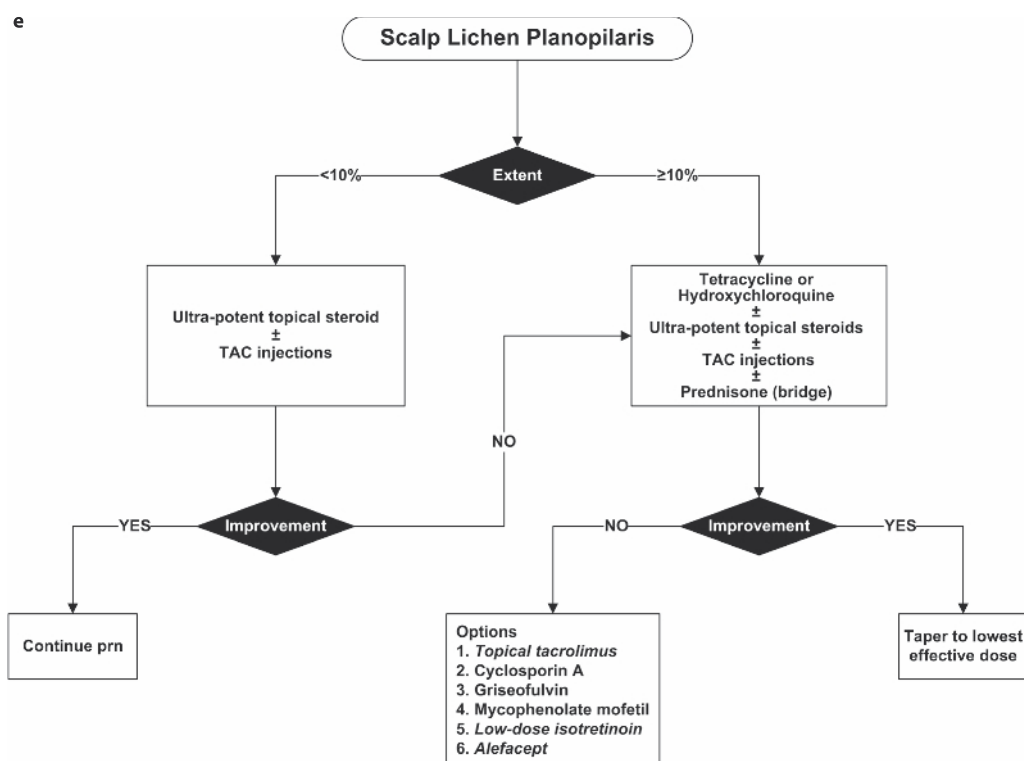 e
Scalp Lichen Planopilaris
Extent
<10%
≥10%
Ultra-potent topical steroid
±
TAC injections
Tetracycline or
Hydroxychloroquine
±
Ultra-potent topical steroids
±
TAC injections
±
Prednisone (bridge)
NO
YES
Improvement
NO
Improvement
YES
Continue prn
Options
1. Topical tacrolimus
2. Cyclosporin A
3. Griseofulvin
4. Mycophenolate mofetil
5. Low-dose isotretinoin
6. Alefacept
Taper to lowest
effective dose